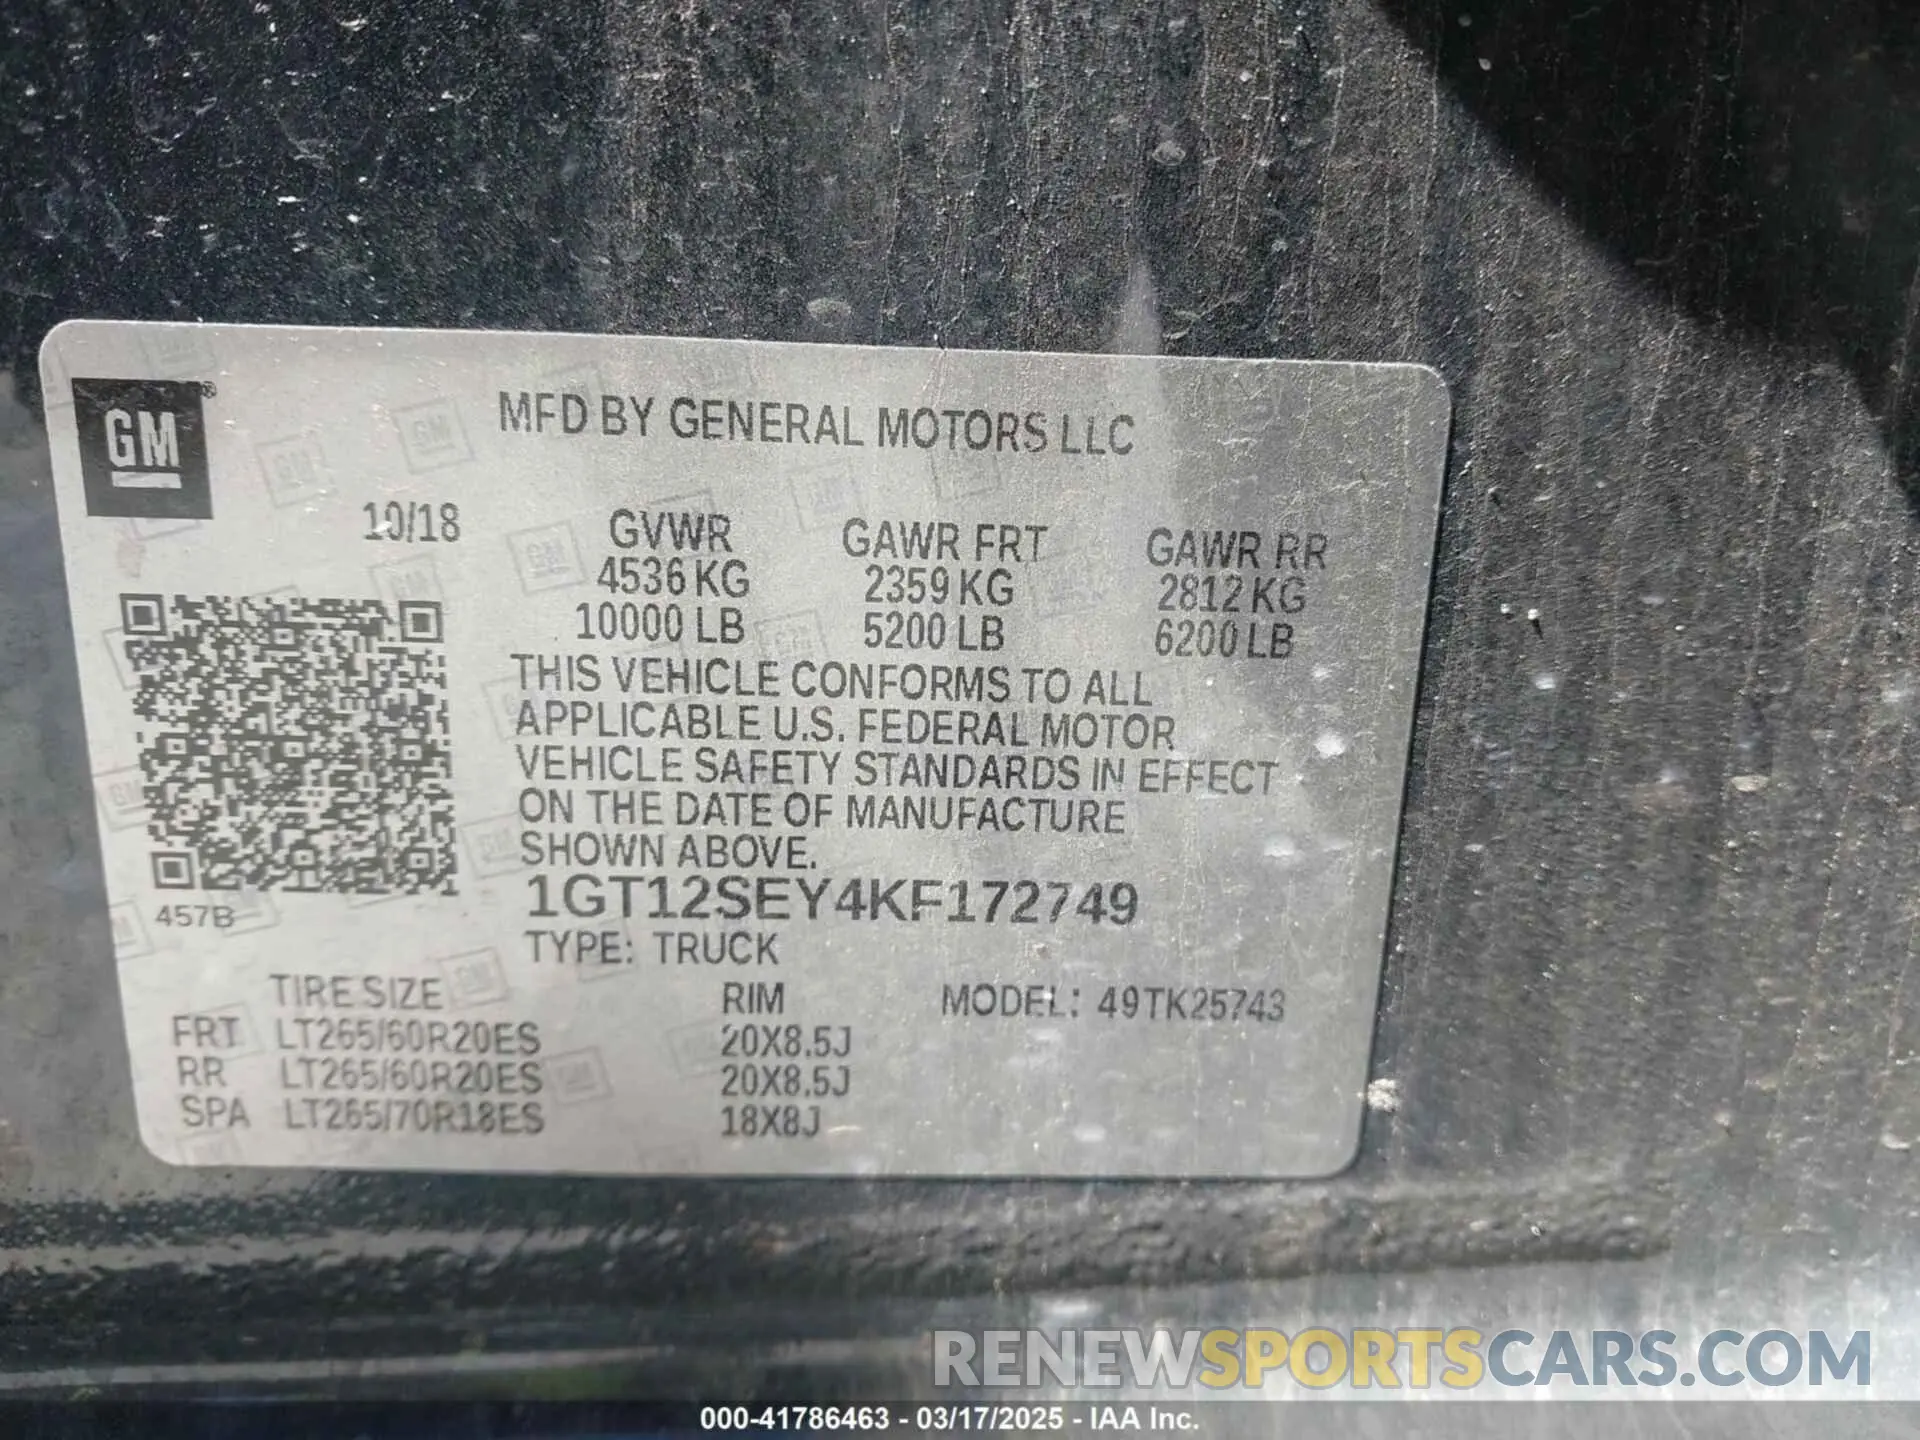 GM®
MFD BY GENERAL MOTORS LLC
10/18 GVWR GAWR FRT GAWR RR
4536 KG 2359 KG 2812 KG
10000 LB 5200 LB 6200 LB
THIS VEHICLE CONFORMS TO ALL
APPLICABLE U.S. FEDERAL MOTOR
VEHICLE SAFETY STANDARDS IN EFFECT
ON THE DATE OF MANUFACTURE
SHOWN ABOVE.
457B
1GT12SEY4KF172749
TYPE: TRUCK
TIRE SIZE RIM MODEL: 49TK25743
FRT LT265/60R20ES 20X8.5J
RR LT265/60R20ES 20X8.5J
SPA LT265/70R18ES 18X8J
RENEWSPORTSCARS.COM
000-41786463 - 03/17/2025 - IAA Inc.